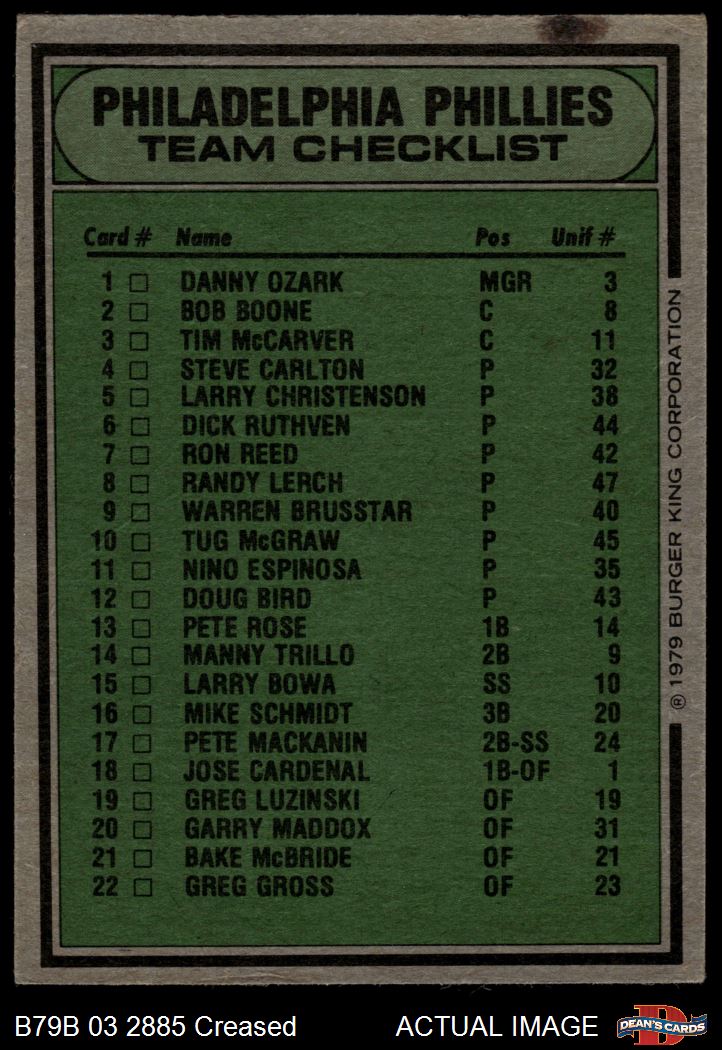 PHILADELPHIA PHILLIES
TEAM CHECKLIST
Card # Name Pos Unif #
1 DANNY OZARK MGR 3
2 BOB BOONE C 8
3 TIM McCARVER C 11
4 STEVE CARLTON P 32
5 LARRY CHRISTENSON P 38
6 DICK RUTHVEN P 44
7 RON REED P 42
8 RANDY LERCH P 47
9 WARREN BRUSSTAR P 40
10 TUG McGRAW P 45
11 NINO ESPINOSA P 35
12 DOUG BIRD P 43
13 PETE ROSE 1B 14
14 MANNY TRILLO 2B 9
15 LARRY BOWA SS 10
16 MIKE SCHMIDT 3B 20
17 PETE MACKANIN 2B-SS 24
18 JOSE CARDENAL 1B-OF 1
19 GREG LUZINSKI OF 19
20 GARRY MADDOX OF 31
21 BAKE McBRIDE OF 21
22 GREG GROSS OF 23
® 1979 BURGER KING CORPORATION
B79B 03 2885 Creased
ACTUAL IMAGE
D
DEAN'S CARDS